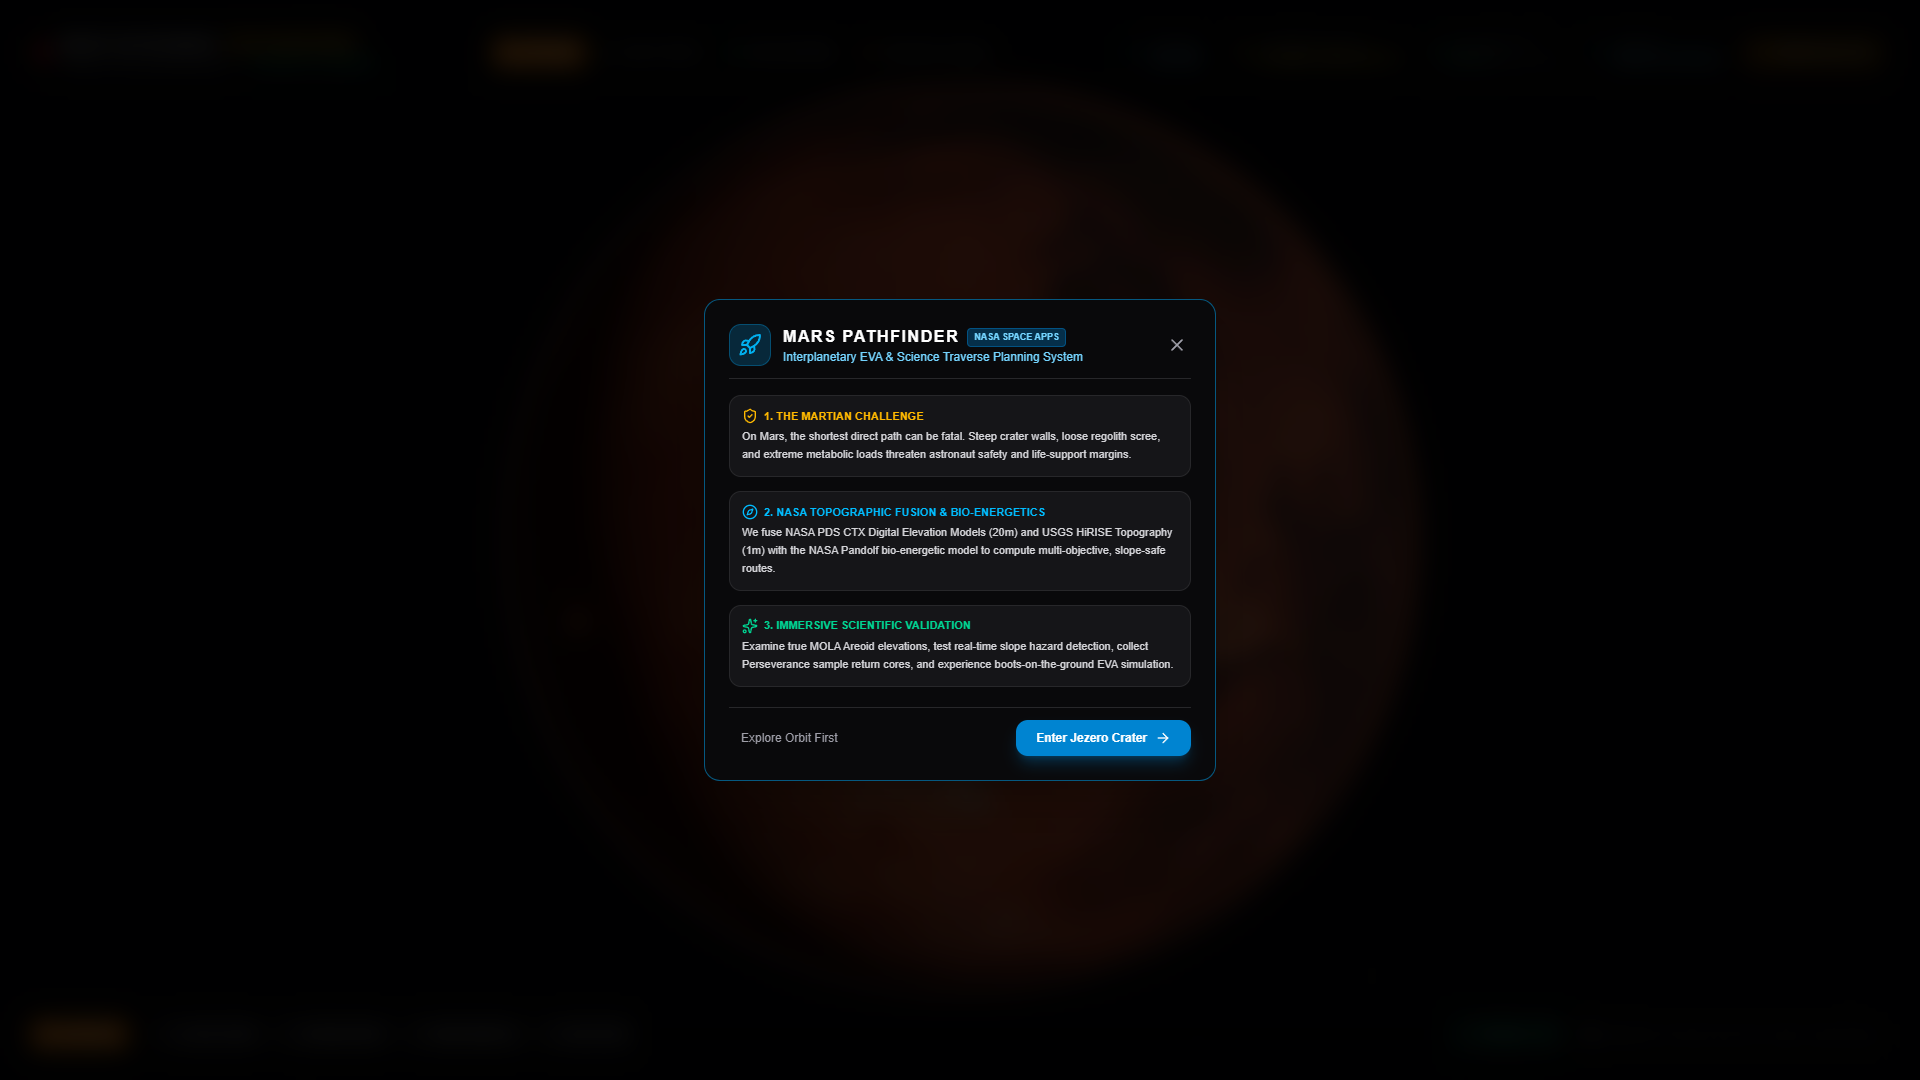 MARS PATHFINDER NASA SPACE APPS
Interplanetary EVA & Science Traverse Planning System
1. THE MARTIAN CHALLENGE
On Mars, the shortest direct path can be fatal. Steep crater walls, loose regolith scree,
and extreme metabolic loads threaten astronaut safety and life-support margins.
2. NASA TOPOGRAPHIC FUSION & BIO-ENERGETICS
We fuse NASA PDS CTX Digital Elevation Models (20m) and USGS HiRISE Topography
(1m) with the NASA Pandolf bio-energetic model to compute multi-objective, slope-safe
routes.
3. IMMERSIVE SCIENTIFIC VALIDATION
Examine true MOLA Areoid elevations, test real-time slope hazard detection, collect
Perseverance sample return cores, and experience boots-on-the-ground EVA simulation.
Explore Orbit First
Enter Jezero Crater